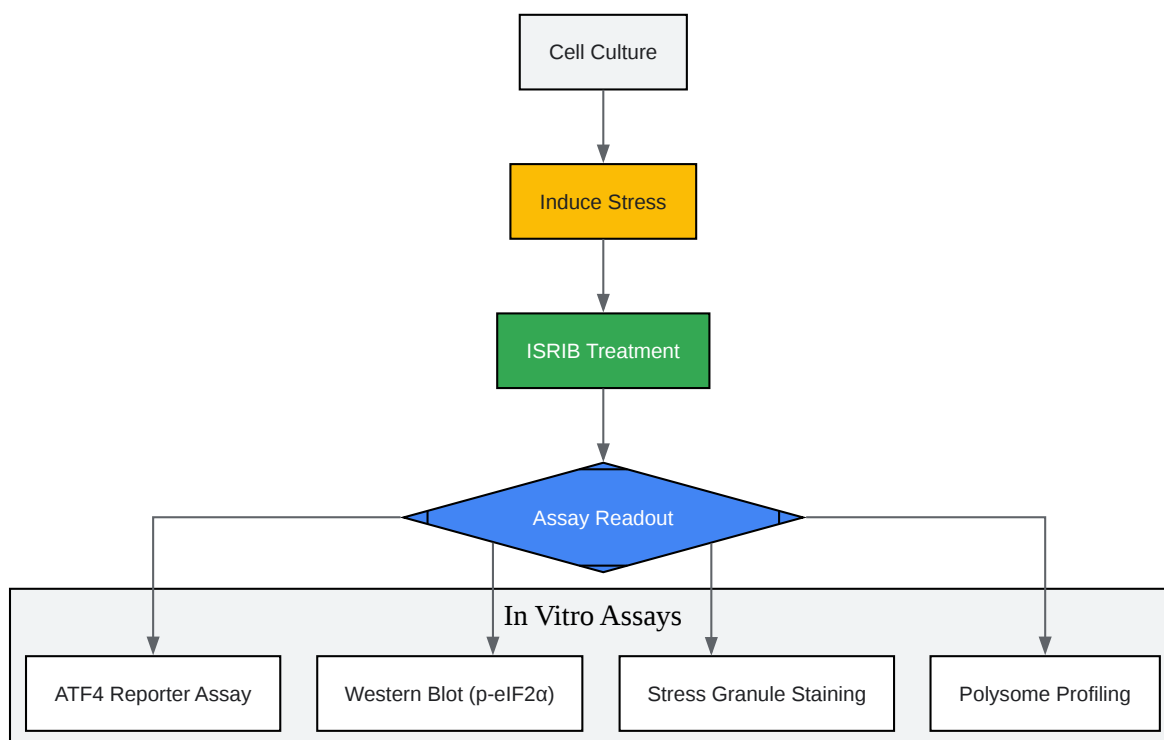 Cell Culture
Induce Stress
ISRIB Treatment
Assay Readout
In Vitro Assays
ATF4 Reporter Assay
Western Blot (p-eIF2α)
Stress Granule Staining
Polysome Profiling